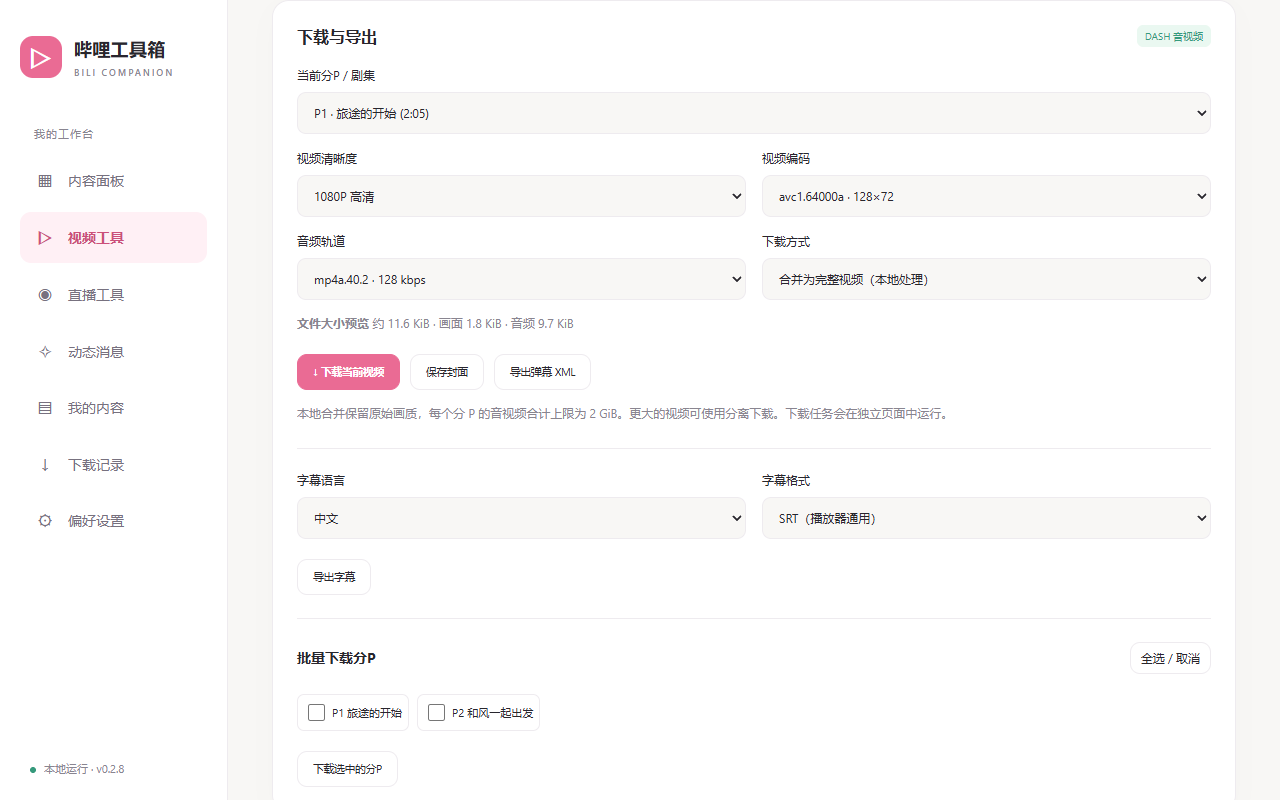 哔哩工具箱
BILI COMPANION
我的工作台
内容面板
视频工具
直播工具
动态消息
我的内容
下载记录
偏好设置
本地运行 · v0.2.8
下载与导出
DASH 音视频
当前分P / 剧集
P1 · 旅途的开始 (2:05)
视频清晰度
视频编码
1080P 高清
avc1.64000a · 128×72
音频轨道
下载方式
mp4a.40.2 · 128 kbps
合并为完整视频（本地处理）
文件大小预览 约 11.6 KiB · 画面 1.8 KiB · 音频 9.7 KiB
↓ 下载当前视频
保存封面
导出弹幕 XML
本地合并保留原始画质，每个分 P 的音视频合计上限为 2 GiB。更大的视频可使用分离下载。下载任务会在独立页面中运行。
字幕语言
字幕格式
中文
SRT（播放器通用）
导出字幕
批量下载分P
全选 / 取消
P1 旅途的开始
P2 和风一起出发
下载选中的分P